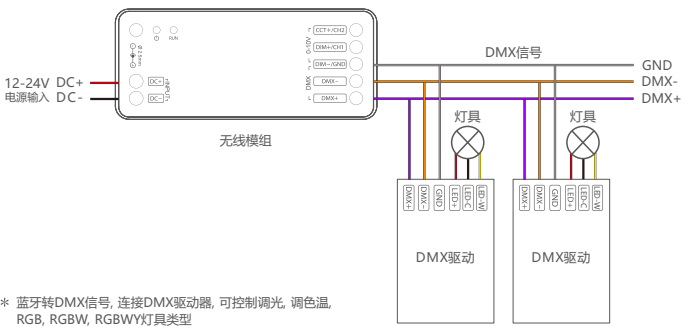 CCT+/CH2
DIM+/CH1
DIM−/GND
DMX−
DMX+
0-10V
DMX
RUN
DC+
DC−
INPUT
12-24V DC+
电源输入 DC-
无线模组
DMX信号
GND
DMX-
DMX+
灯具
灯具
DMX+
DMX−
GND
LED+
LED-C
LED-W
DMX+
DMX−
GND
LED+
LED-C
LED-W
DMX驱动
DMX驱动
* 蓝牙转DMX信号, 连接DMX驱动器, 可控制调光, 调色温,
RGB, RGBW, RGBWY灯具类型